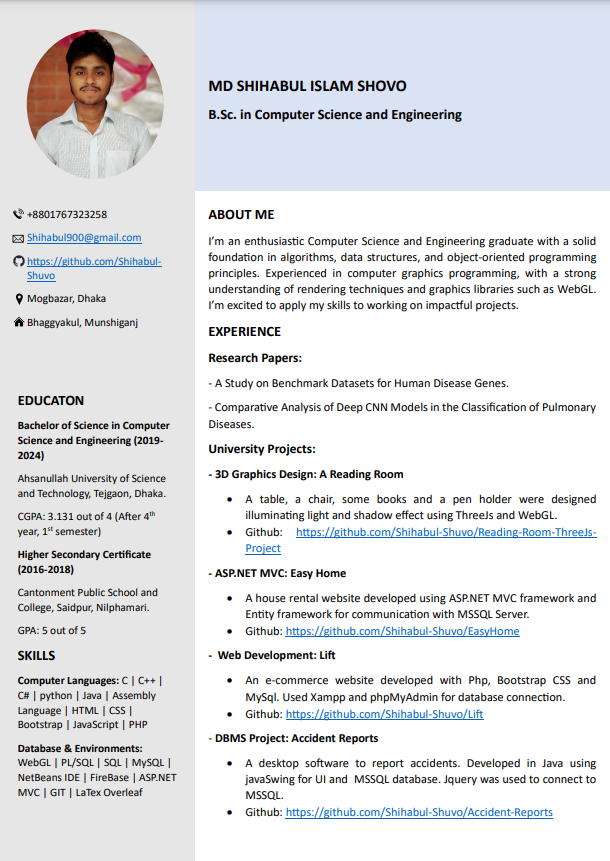 MD SHIHABUL ISLAM SHOVO
B.Sc. in Computer Science and Engineering
+8801767323258
Shihabul900@gmail.com
https://github.com/Shihabul-
Shuvo
Mogbazar, Dhaka
Bhaggyakul, Munshiganj
EDUCATON
Bachelor of Science in Computer
Science and Engineering (2019-
2024)
Ahsanullah University of Science
and Technology, Tejgaon, Dhaka.
CGPA: 3.131 out of 4 (After 4th
year, 1st semester)
Higher Secondary Certificate
(2016-2018)
Cantonment Public School and
College, Saidpur, Nilphamari.
GPA: 5 out of 5
SKILLS
Computer Languages: C | C++ |
C# | python | Java | Assembly
Language | HTML | CSS |
Bootstrap | JavaScript | PHP
Database & Environments:
WebGL | PL/SQL | SQL | MySQL |
NetBeans IDE | FireBase | ASP.NET
MVC | GIT | LaTex Overleaf
ABOUT ME
I'm an enthusiastic Computer Science and Engineering graduate with a solid
foundation in algorithms, data structures, and object-oriented programming
principles. Experienced in computer graphics programming, with a strong
understanding of rendering techniques and graphics libraries such as WebGL.
I'm excited to apply my skills to working on impactful projects.
EXPERIENCE
Research Papers:
- A Study on Benchmark Datasets for Human Disease Genes.
- Comparative Analysis of Deep CNN Models in the Classification of Pulmonary
Diseases.
University Projects:
- 3D Graphics Design: A Reading Room
• A table, a chair, some books and a pen holder were designed
illuminating light and shadow effect using ThreeJs and WebGL.
• Github: https://github.com/Shihabul-Shuvo/Reading-Room-ThreeJs-
Project
- ASP.NET MVC: Easy Home
• A house rental website developed using ASP.NET MVC framework and
Entity framework for communication with MSSQL Server.
• Github: https://github.com/Shihabul-Shuvo/EasyHome
- Web Development: Lift
• An e-commerce website developed with Php, Bootstrap CSS and
MySql. Used Xampp and phpMyAdmin for database connection.
• Github: https://github.com/Shihabul-Shuvo/Lift
- DBMS Project: Accident Reports
• A desktop software to report accidents. Developed in Java using
javaSwing for UI and MSSQL database. Jquery was used to connect to
MSSQL.
• Github: https://github.com/Shihabul-Shuvo/Accident-Reports